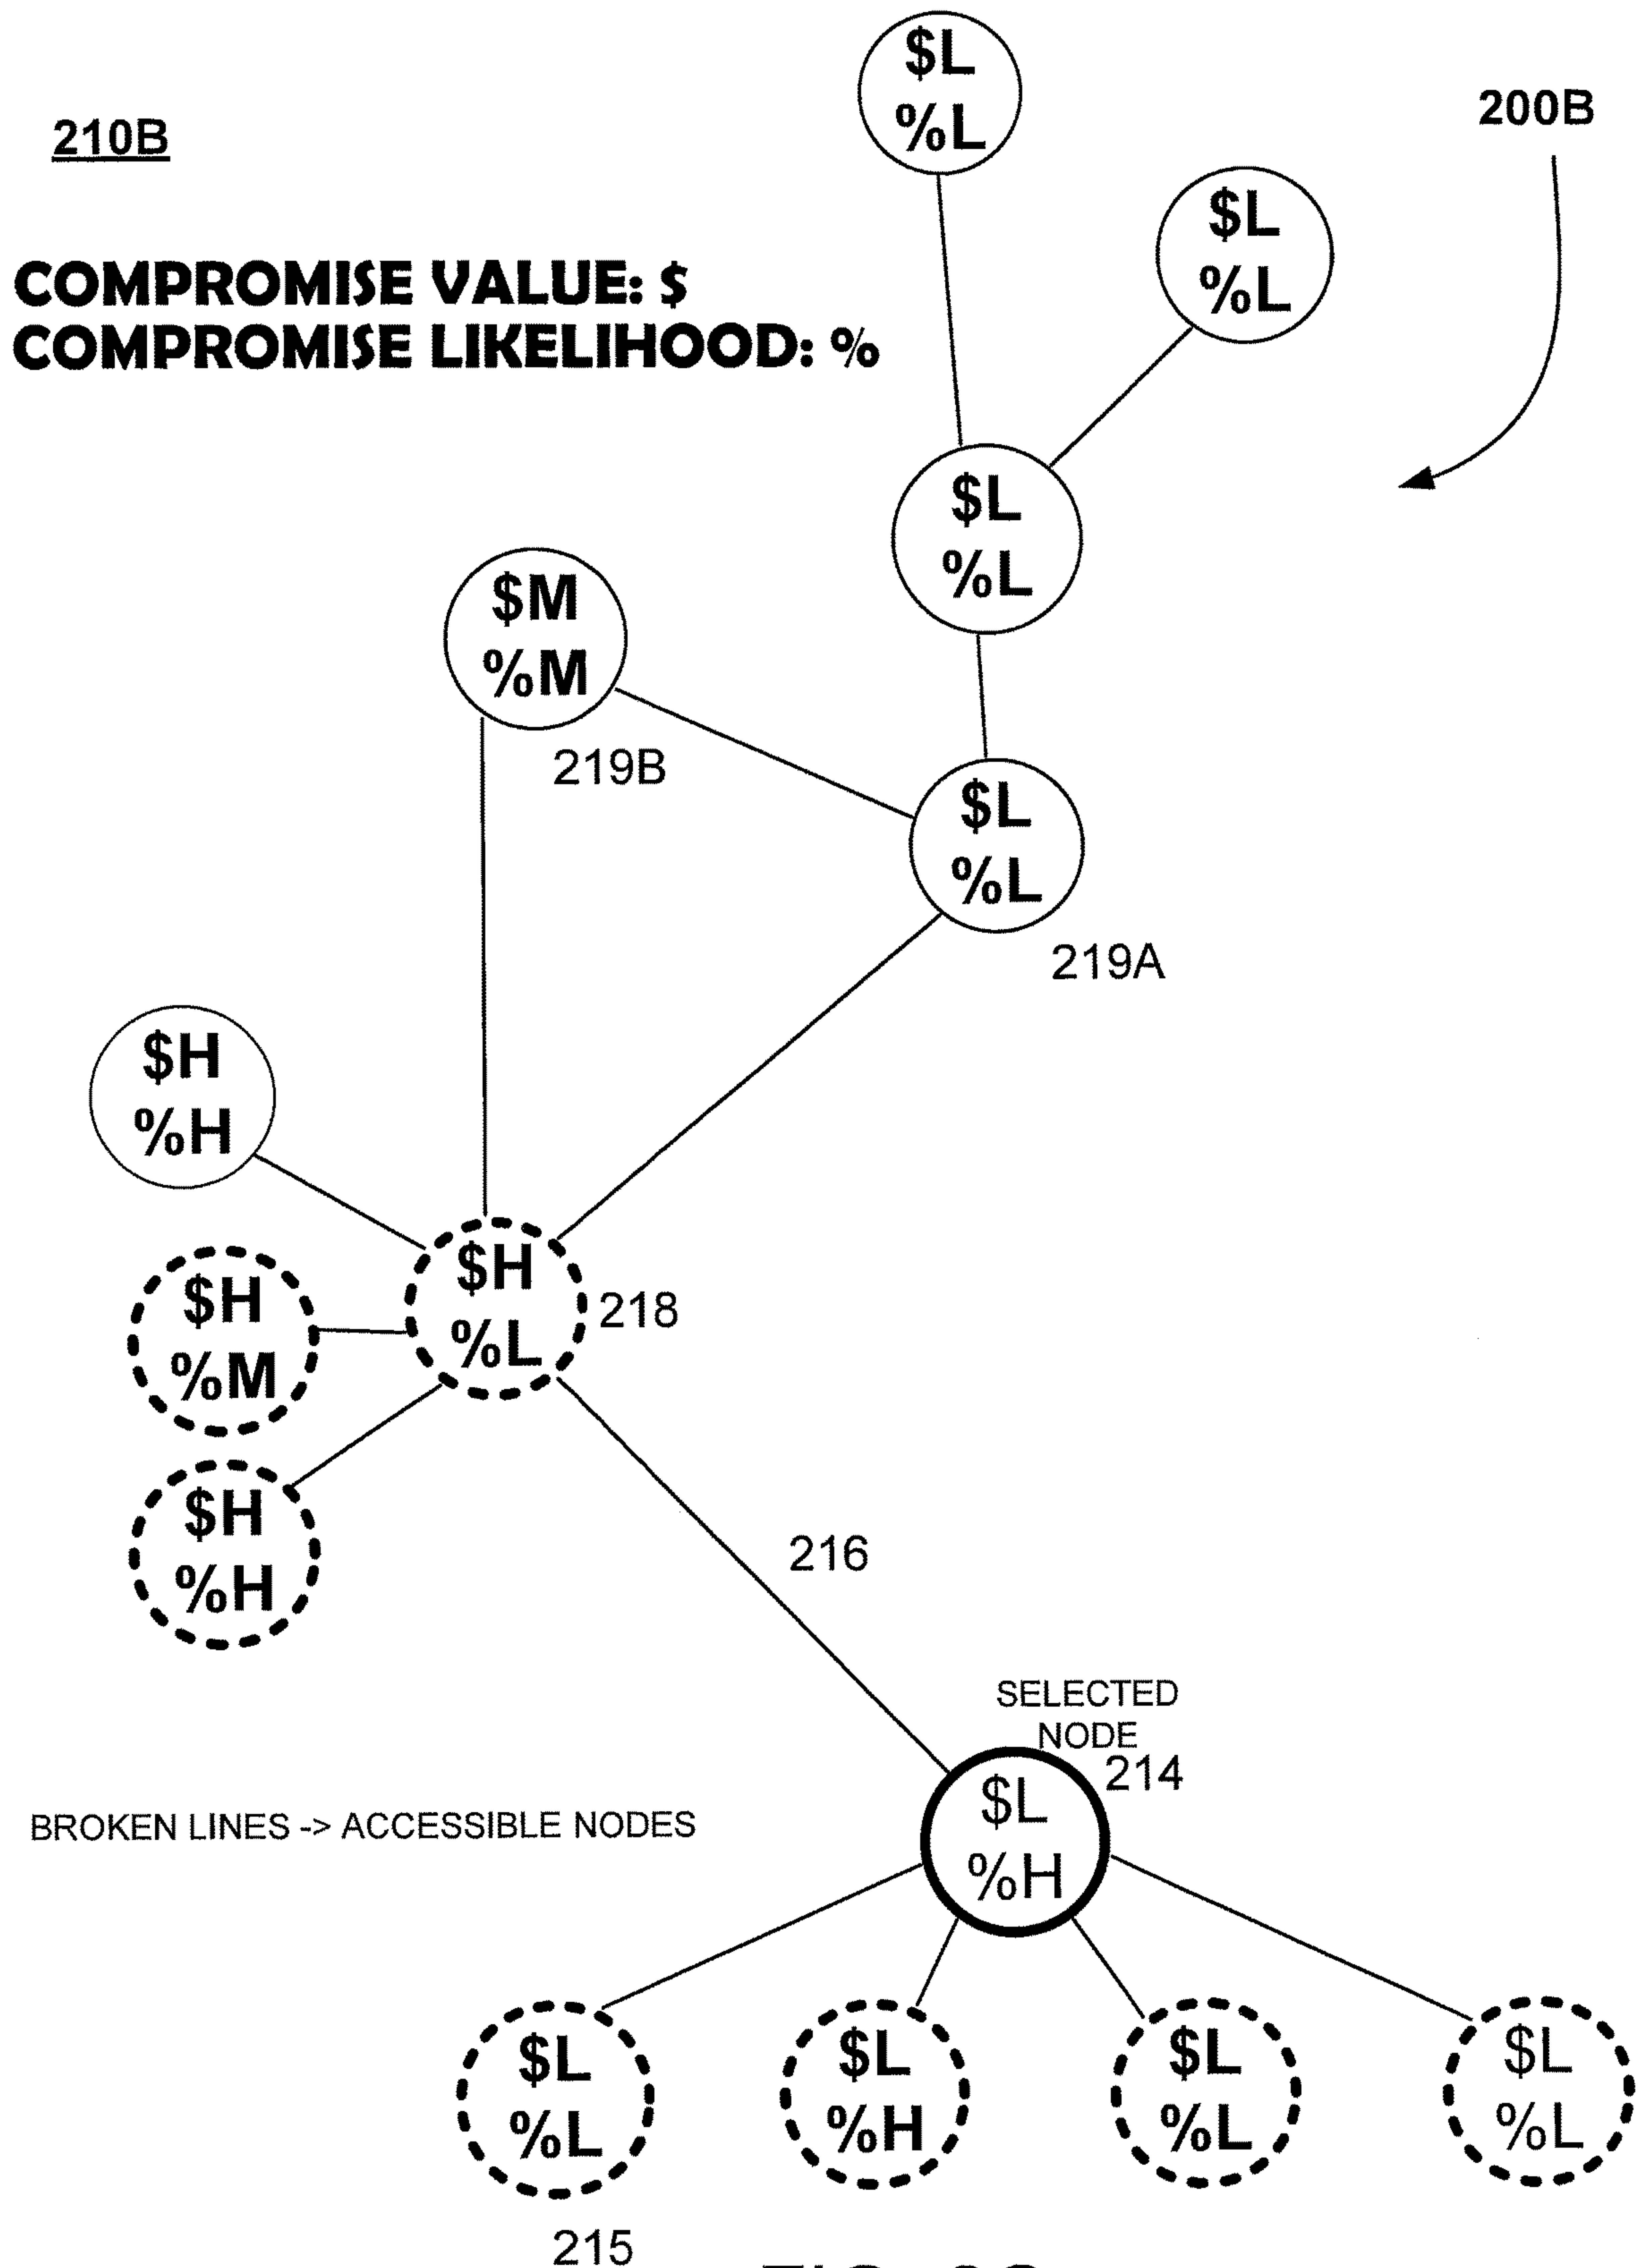 $L
%L
200B
210B
$L
%L
COMPROMISE VALUE: $
COMPROMISE LIKELIHOOD: %
$L
%L
$M
%M
219B
$L
%L
219A
$H
%H
$H
%L
218
$H
%M
$H
%H
216
SELECTED
NODE
214
$L
%H
BROKEN LINES -> ACCESSIBLE NODES
$L
%L
$L
%H
$L
%L
$L
%L
215